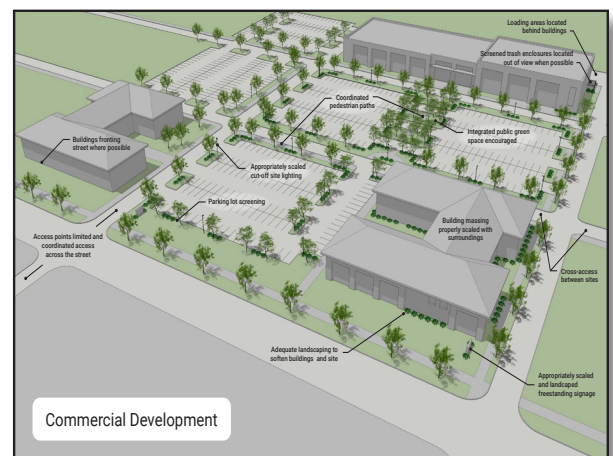 Loading areas located
behind buildings
Screened trash enclosures located
out of view when possible
Coordinated
pedestrian paths
Integrated public green
space encouraged
Buildings fronting
street where possible
Appropriately scaled
cut-off site lighting
Parking lot screening
Building massing
properly scaled with
surroundings
Access points limited and
coordinated access
across the street
Cross-access
between sites
Adequate landscaping to
soften buildings and site
Appropriately scaled
and landcaped
freestanding signage
Commercial Development